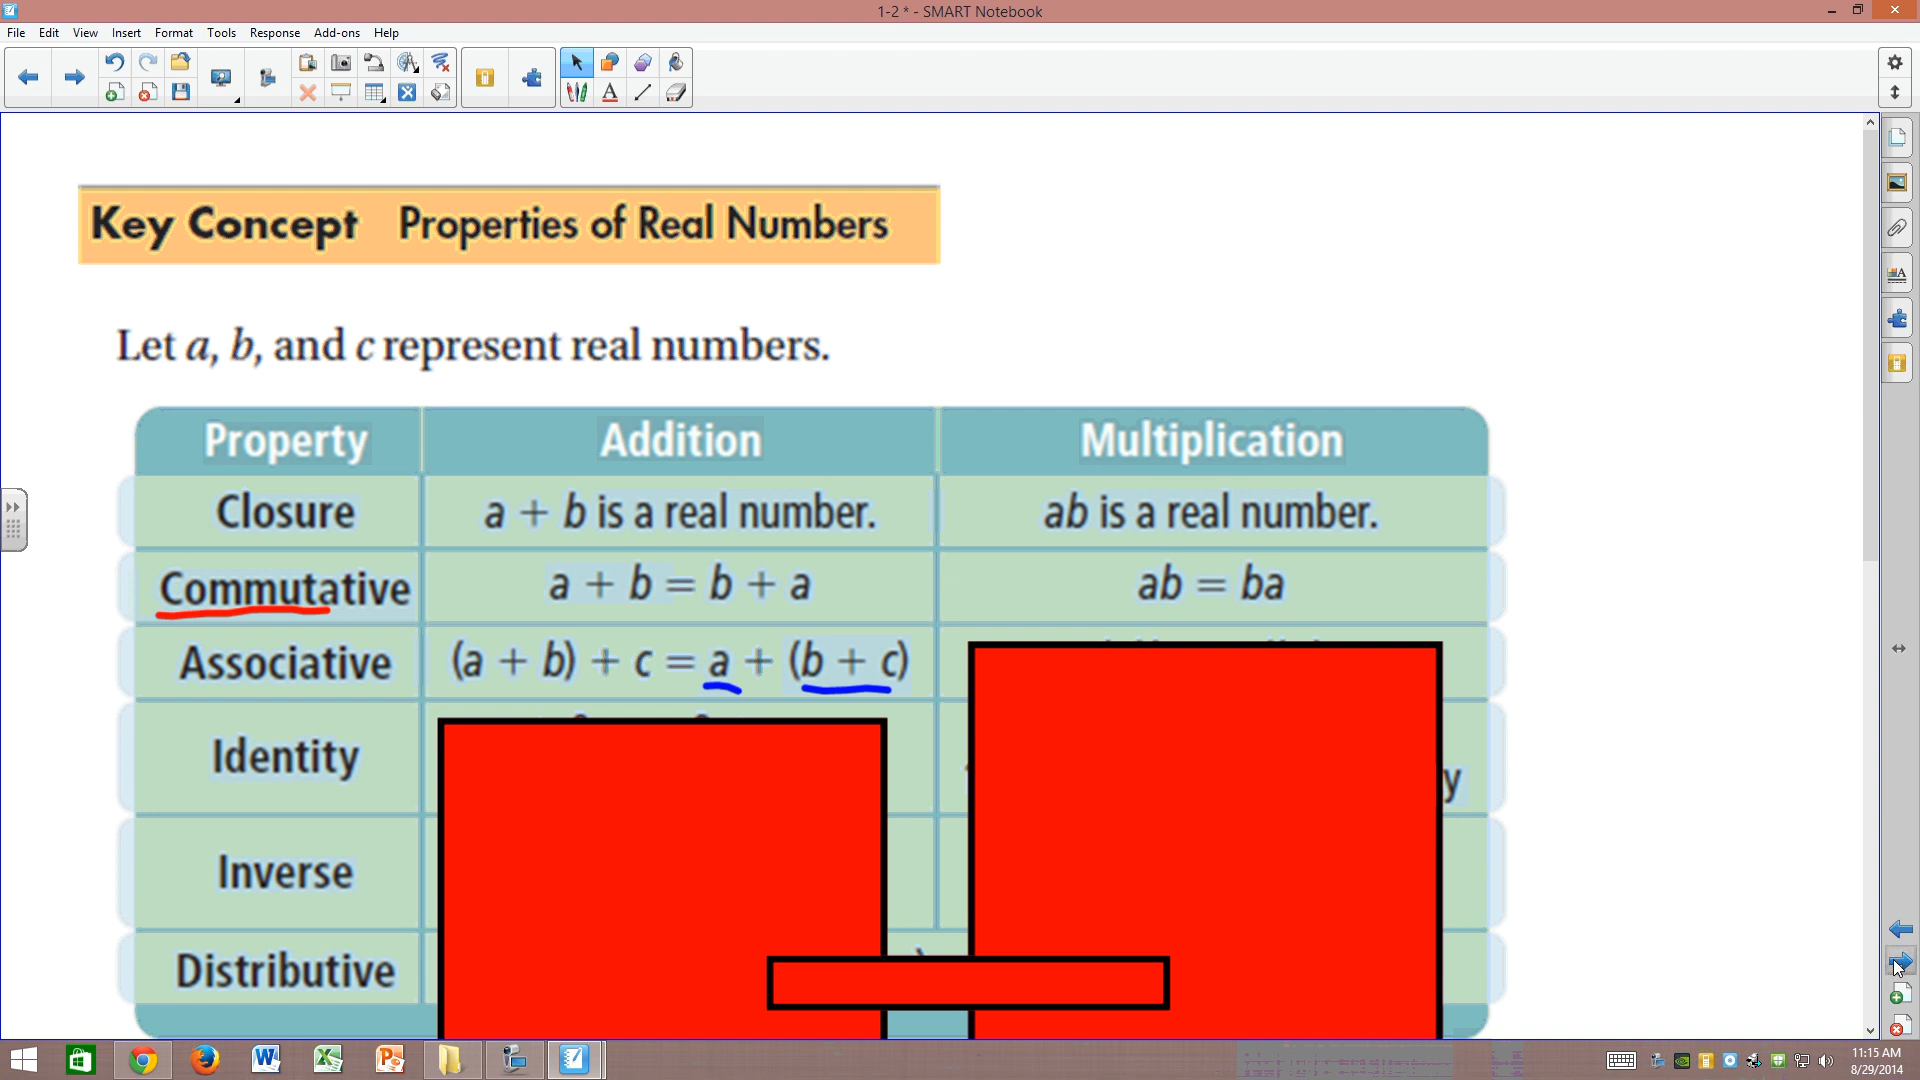 1-2 * - SMART Notebook
File Edit View Insert Format Tools Response Add-ons Help
Key Concept Properties of Real Numbers
Let a, b, and c represent real numbers.
Property Addition Multiplication
Closure a + b is a real number. ab is a real number.
Commutative a + b = b + a ab = ba
Associative (a + b) + c = a + (b + c)
Identity y
Inverse
Distributive
11:15 AM
8/29/2014